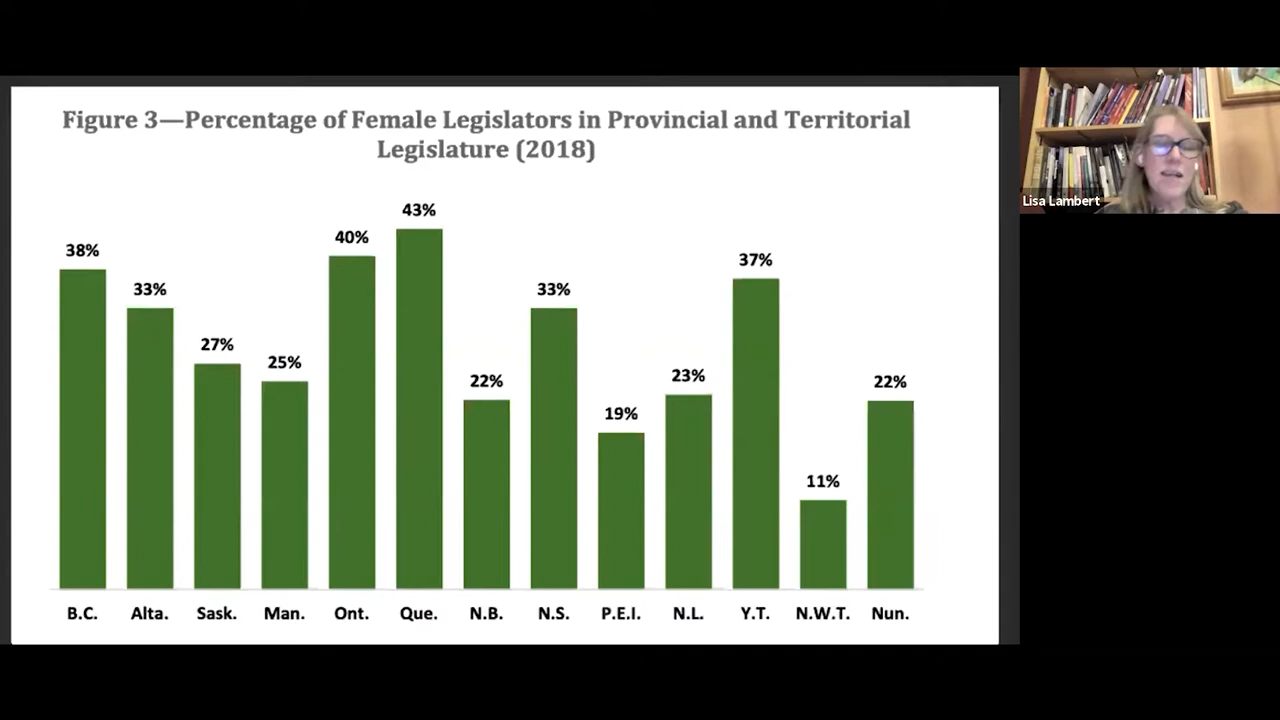 Figure 3—Percentage of Female Legislators in Provincial and Territorial
Legislature (2018)
38%
33%
27%
25%
40%
43%
22%
33%
19%
23%
37%
11%
22%
B.C.
Alta.
Sask.
Man.
Ont.
Que.
N.B.
N.S.
P.E.I.
N.L.
Y.T.
N.W.T.
Nun.
Lisa Lambert